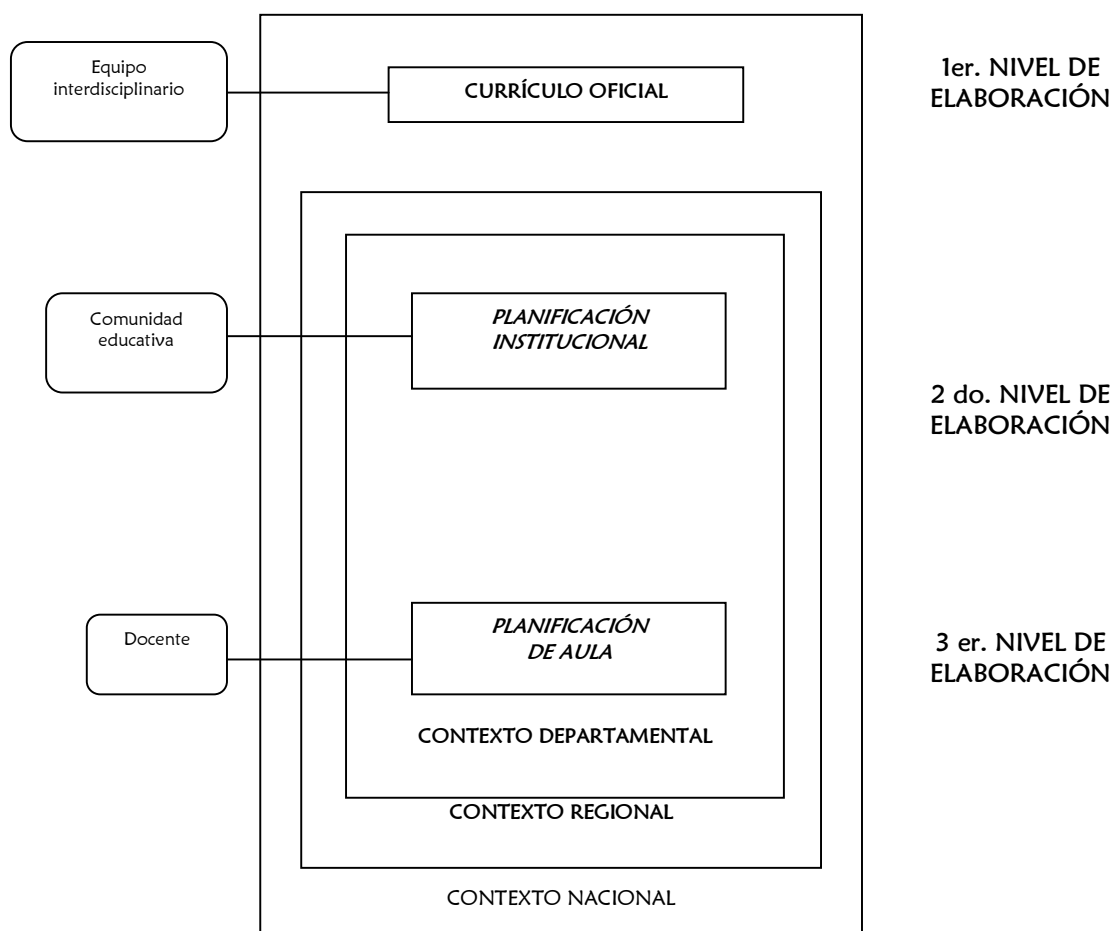 Equipo
interdisciplinario
CURRÍCULO OFICIAL
1er. NIVEL DE
ELABORACIÓN
Comunidad
educativa
PLANIFICACIÓN
INSTITUCIONAL
2 do. NIVEL DE
ELABORACIÓN
Docente
PLANIFICACIÓN
DE AULA
3 er. NIVEL DE
ELABORACIÓN
CONTEXTO DEPARTAMENTAL
CONTEXTO REGIONAL
CONTEXTO NACIONAL